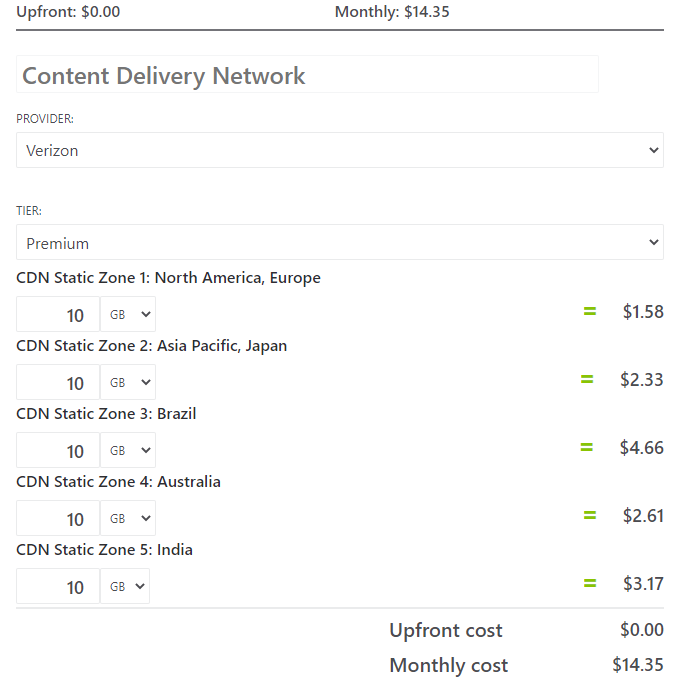 Upfront: $0.00 Monthly: $14.35
Content Delivery Network
PROVIDER:
Verizon
TIER:
Premium
CDN Static Zone 1: North America, Europe
10 GB = $1.58
CDN Static Zone 2: Asia Pacific, Japan
10 GB = $2.33
CDN Static Zone 3: Brazil
10 GB = $4.66
CDN Static Zone 4: Australia
10 GB = $2.61
CDN Static Zone 5: India
10 GB = $3.17
Upfront cost $0.00
Monthly cost $14.35